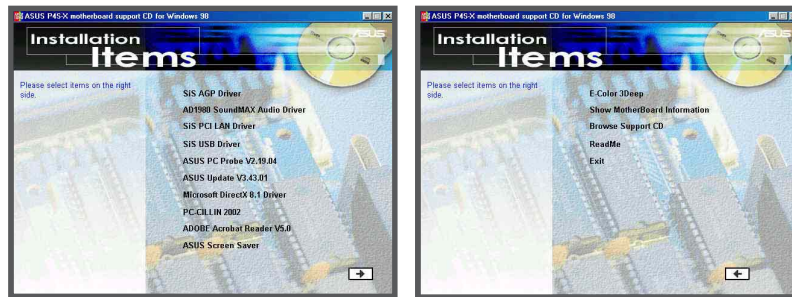 ASUS P4S-X motherboard support CD for Windows 98
Installation
Items
Please select items on the right
side.
SiS AGP Driver
AD1980 SoundMAX Audio Driver
SiS PCI LAN Driver
SiS USB Driver
ASUS PC Probe V2.19.04
ASUS Update V3.43.01
Microsoft DirectX 8.1 Driver
PC-CILLIN 2002
ADOBE Acrobat Reader V5.0
ASUS Screen Saver
ASUS P4S-X motherboard support CD for Windows 98
Installation
Items
ASUS
Please select items on the right
side.
E-Color 3Deep
Show MotherBoard Information
Browse Support CD
ReadMe
Exit